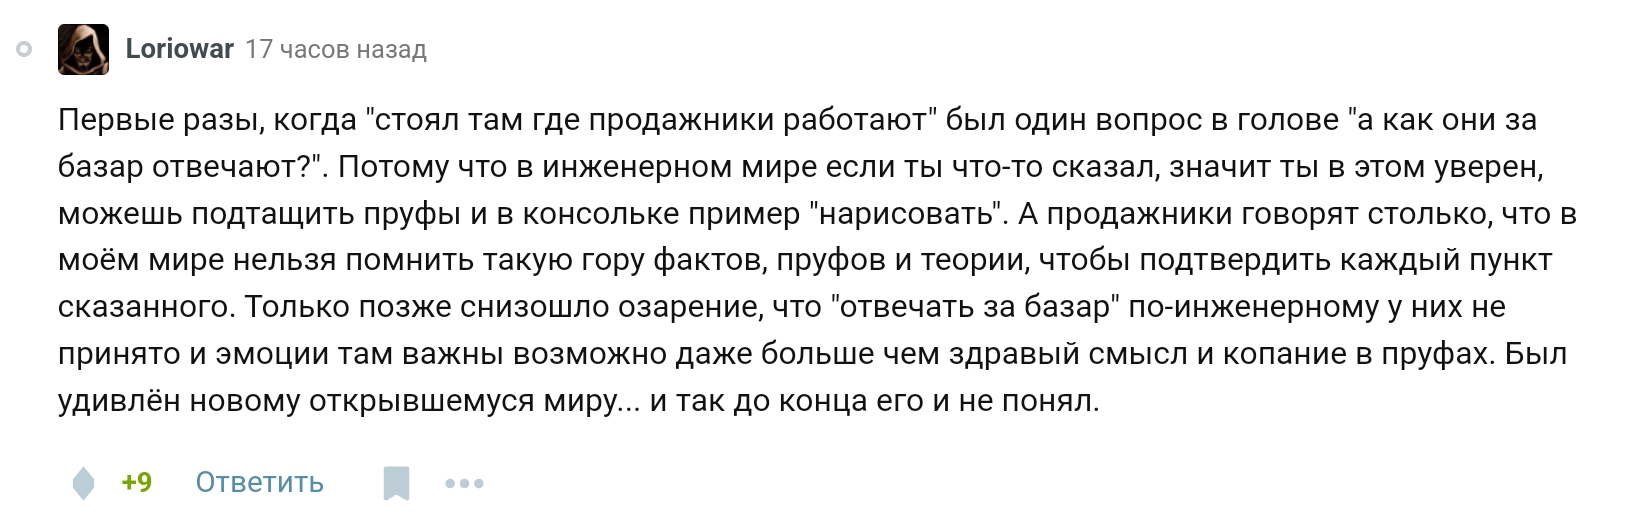 Loriowar 17 часов назад
Первые разы, когда "стоял там где продажники работают" был один вопрос в голове "а как они за
базар отвечают?". Потому что в инженерном мире если ты что-то сказал, значит ты в этом уверен,
можешь подтащить пруфы и в консольке пример "нарисовать". А продажники говорят столько, что в
моём мире нельзя помнить такую гору фактов, пруфов и теории, чтобы подтвердить каждый пункт
сказанного. Только позже снизошло озарение, что "отвечать за базар" по-инженерному у них не
принято и эмоции там важны возможно даже больше чем здравый смысл и копание в пруфах. Был
удивлён новому открывшемуся миру... и так до конца его и не понял.
+9 Ответить